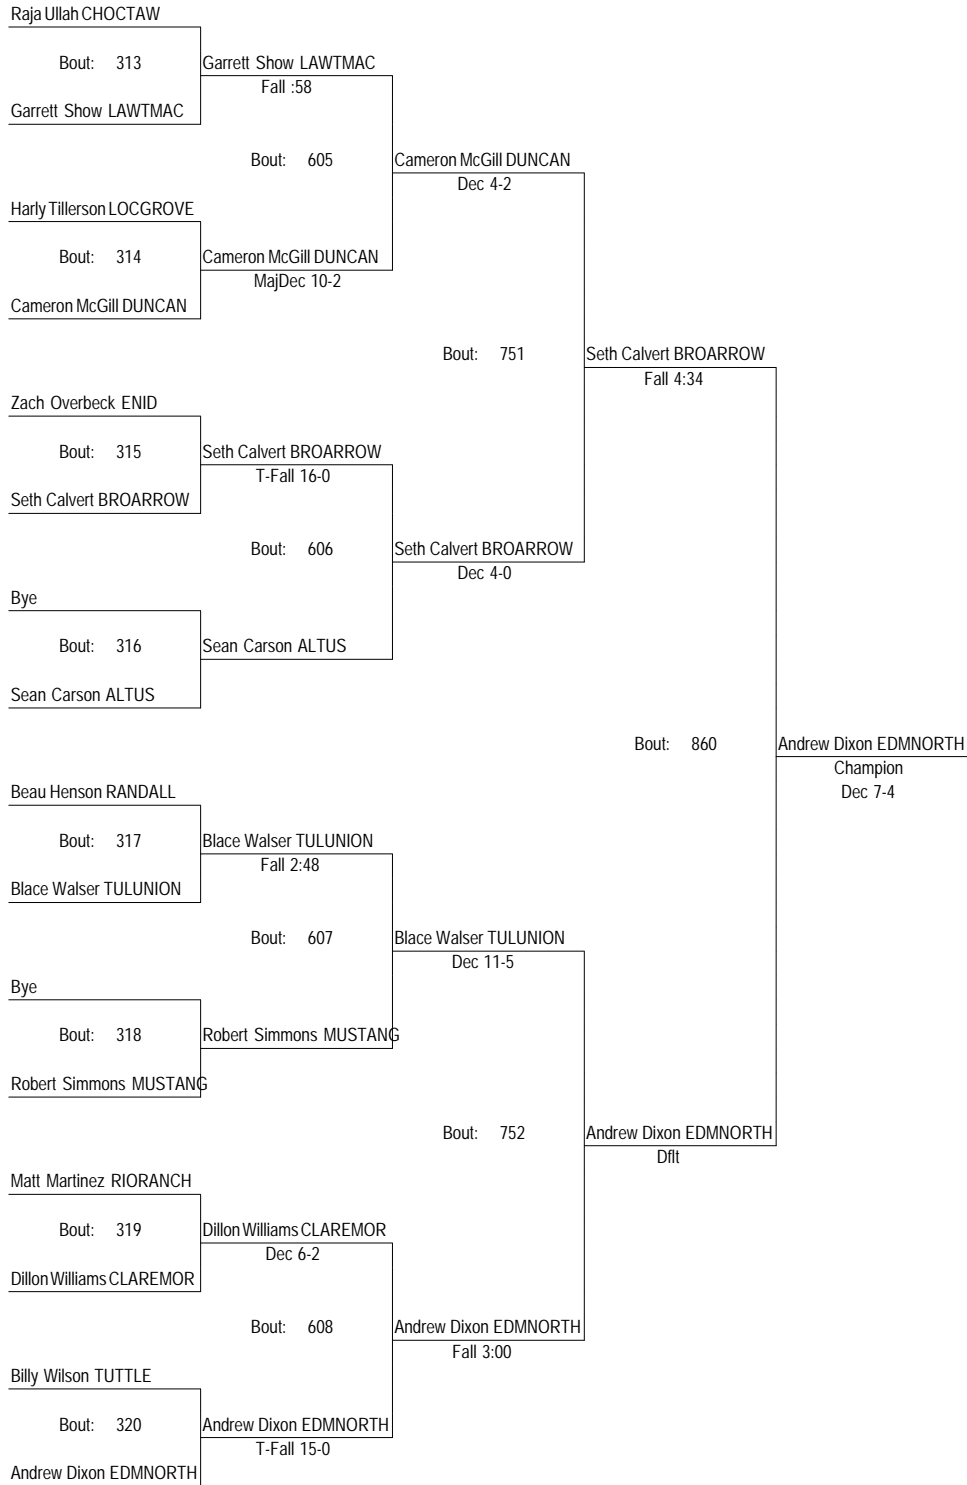 Raja Ullah CHOCTAW
Bout: 313 Garrett Show LAWTMAC
Fall :58
Garrett Show LAWTMAC
Bout: 605 Cameron McGill DUNCAN
Dec 4-2
Harly Tillerson LOCGROVE
Bout: 314 Cameron McGill DUNCAN
MajDec 10-2
Cameron McGill DUNCAN
Bout: 751 Seth Calvert BROARROW
Fall 4:34
Zach Overbeck ENID
Bout: 315 Seth Calvert BROARROW
T-Fall 16-0
Seth Calvert BROARROW
Bout: 606 Seth Calvert BROARROW
Dec 4-0
Bye
Bout: 316 Sean Carson ALTUS
Sean Carson ALTUS
Bout: 860 Andrew Dixon EDMNORTH
Champion
Dec 7-4
Beau Henson RANDALL
Bout: 317 Blace Walser TULUNION
Fall 2:48
Blace Walser TULUNION
Bout: 607 Blace Walser TULUNION
Dec 11-5
Bye
Bout: 318 Robert Simmons MUSTANG
Robert Simmons MUSTANG
Bout: 752 Andrew Dixon EDMNORTH
Dflt
Matt Martinez RIORANCH
Bout: 319 Dillon Williams CLAREMOR
Dec 6-2
Dillon Williams CLAREMOR
Bout: 608 Andrew Dixon EDMNORTH
Fall 3:00
Billy Wilson TUTTLE
Bout: 320 Andrew Dixon EDMNORTH
T-Fall 15-0
Andrew Dixon EDMNORTH